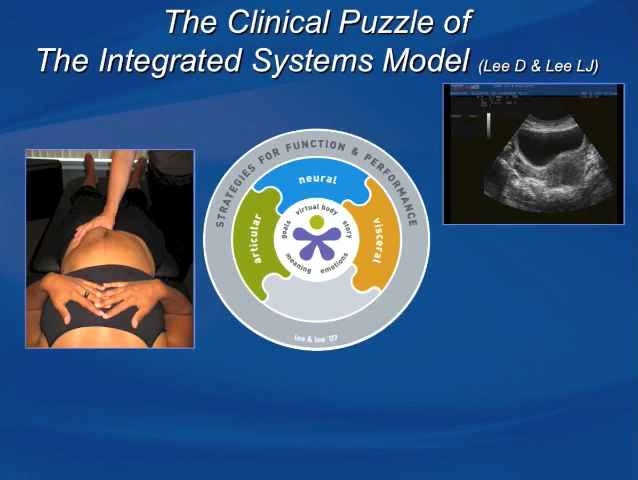 The Clinical Puzzle of
The Integrated Systems Model (Lee D & Lee LJ)
STRATEGIES FOR FUNCTION & PERFORMANCE
neural
articular
visceral
virtual body
goals
story
meaning
emotions
lee & lee '07